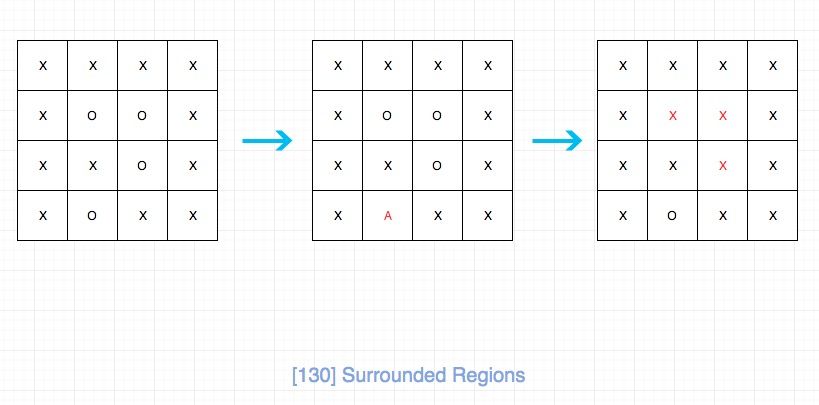 X X X X X X X X X X X X
X O O X X O O X X X X X
X X O X X X O X X X X X
X O X X X A X X X O X X
[130] Surrounded Regions